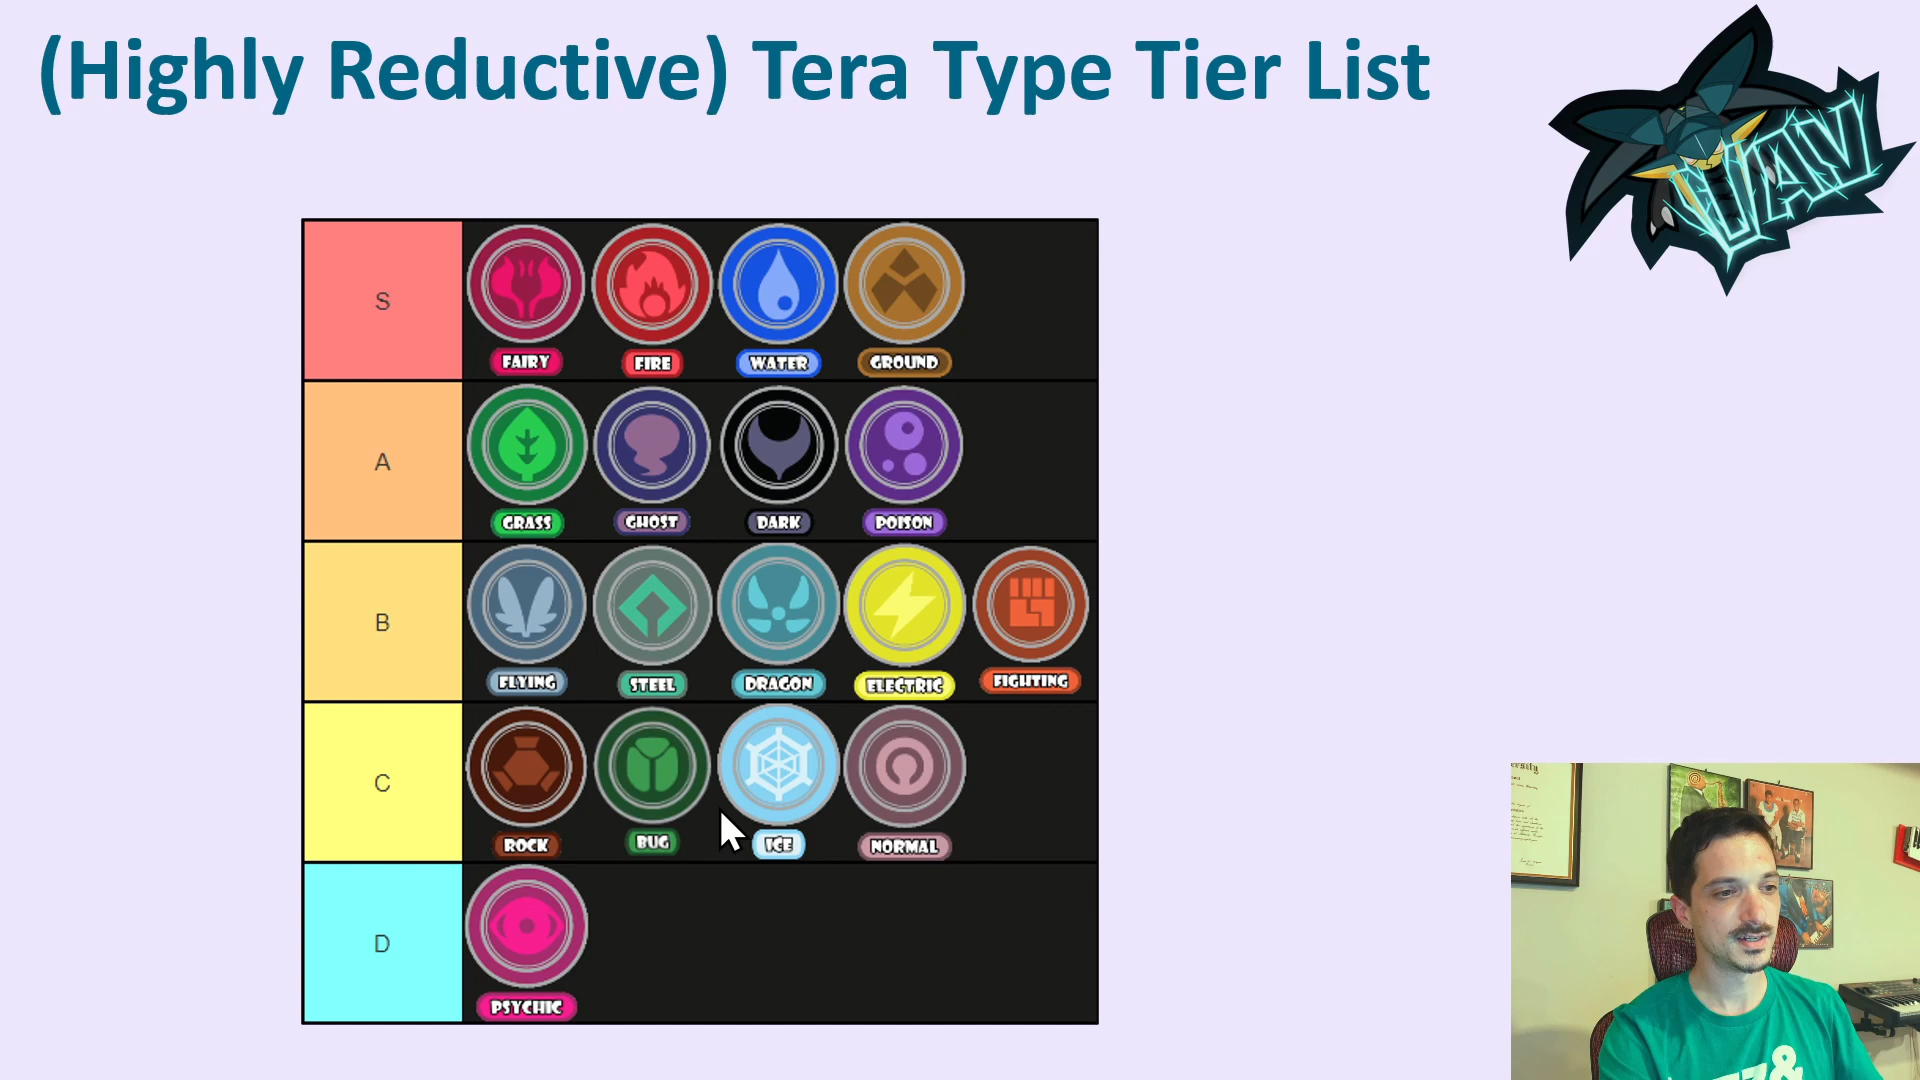 (Highly Reductive) Tera Type Tier List
VAV
S
FAIRY FIRE WATER GROUND
A
GRASS GHOST DARK POISON
B
FLYING STEEL DRAGON ELECTRIC FIGHTING
C
ROCK BUG ICE NORMAL
D
PSYCHIC